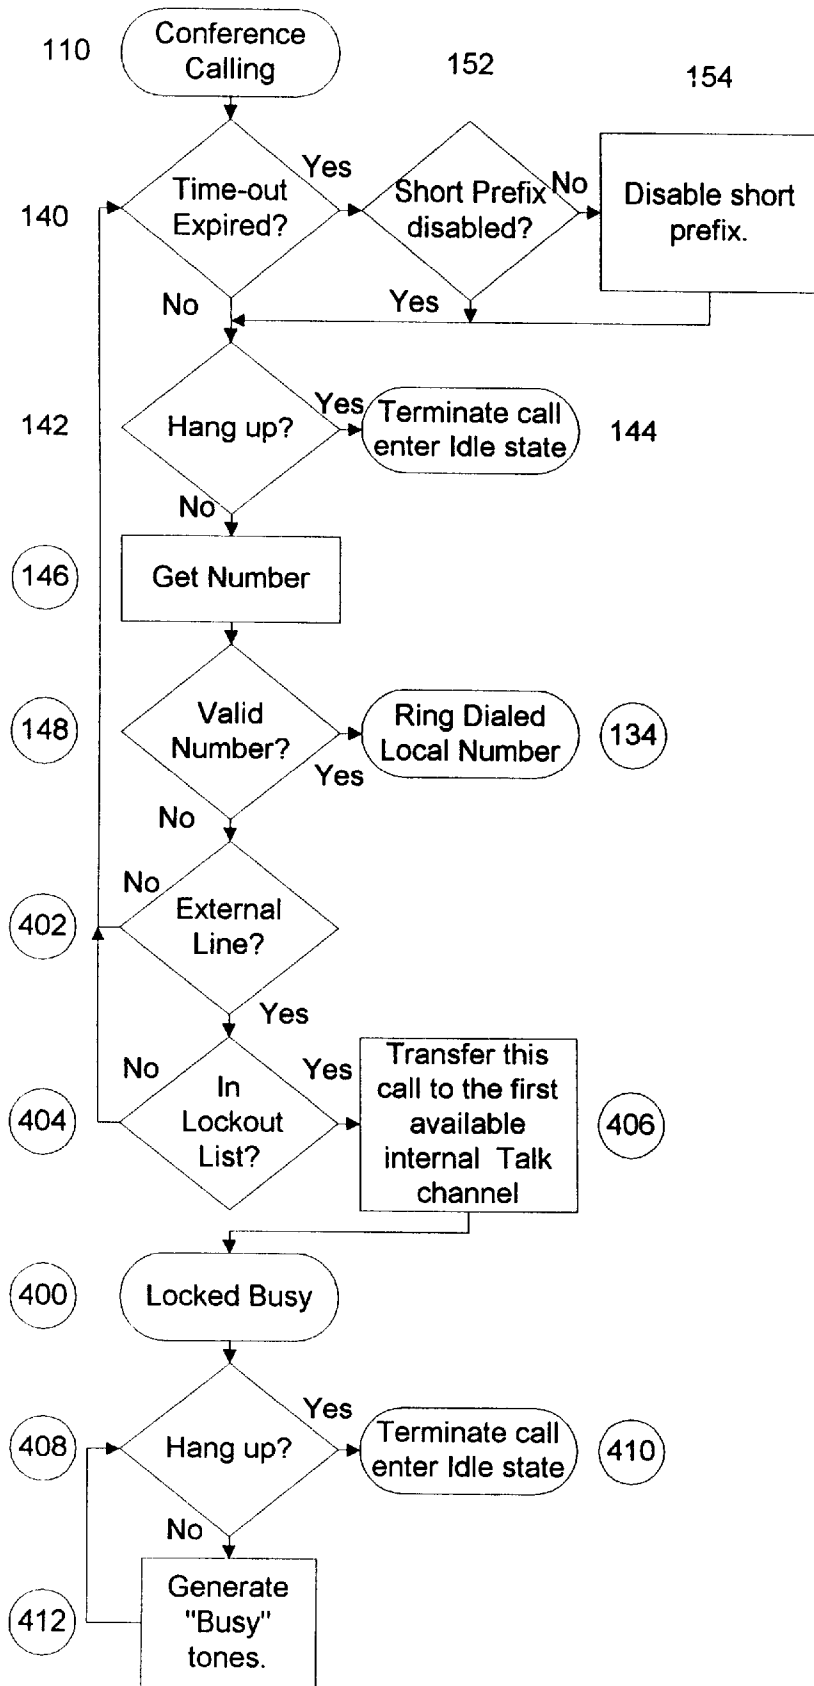 110
Conference
Calling
152
154
Yes
Time-out
Expired?
140
Short Prefix
disabled?
No
Disable short
prefix.
No
Yes
142
Hang up?
Yes
Terminate call
enter Idle state
144
No
146
Get Number
148
Valid
Number?
Yes
Ring Dialed
Local Number
134
No
No
402
External
Line?
Yes
No
404
In
Lockout
List?
Yes
Transfer this
call to the first
available
internal Talk
channel
406
400
Locked Busy
408
Hang up?
Yes
Terminate call
enter Idle state
410
No
412
Generate
"Busy"
tones.